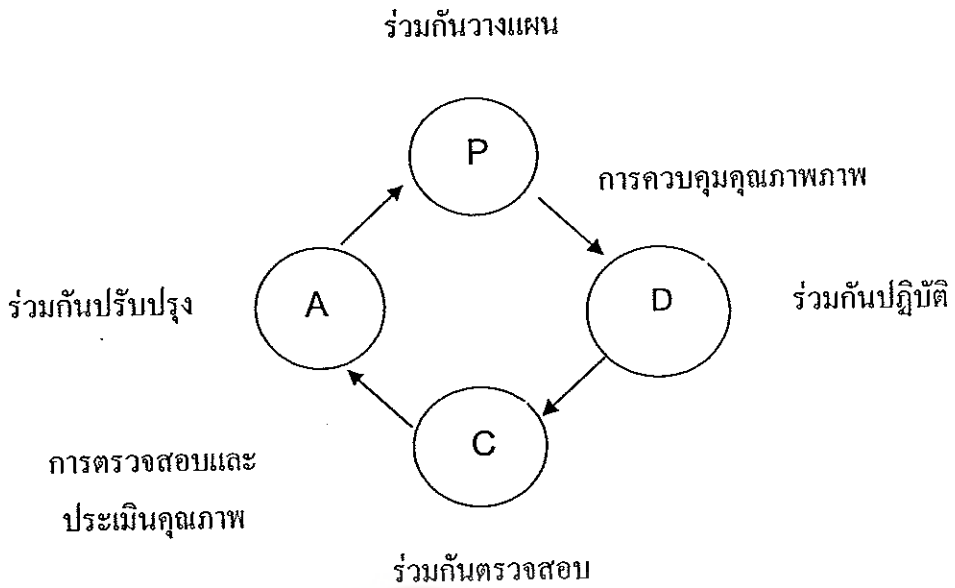 ร่วมกันวางแผน
P
การควบคุมคุณภาพภาพ
ร่วมกันปรับปรุง
A
D
ร่วมกันปฏิบัติ
C
การตรวจสอบและ
ประเมินคุณภาพ
ร่วมกันตรวจสอบ